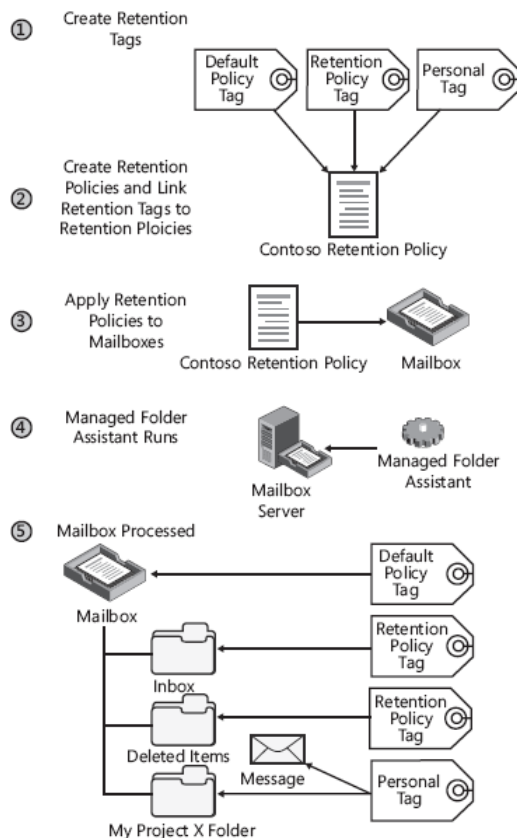 1
Create Retention
Tags
Default
Policy
Tag
Retention
Policy
Tag
Personal
Tag
2
Create Retention
Policies and Link
Retention Tags to
Retention Ploicies
Contoso Retention Policy
3
Apply Retention
Policies to
Mailboxes
Contoso Retention Policy
Mailbox
4
Managed Folder
Assistant Runs
Mailbox
Server
Managed Folder
Assistant
5
Mailbox Processed
Mailbox
Default
Policy
Tag
Inbox
Retention
Policy
Tag
Deleted Items
Retention
Policy
Tag
Message
Personal
Tag
My Project X Folder